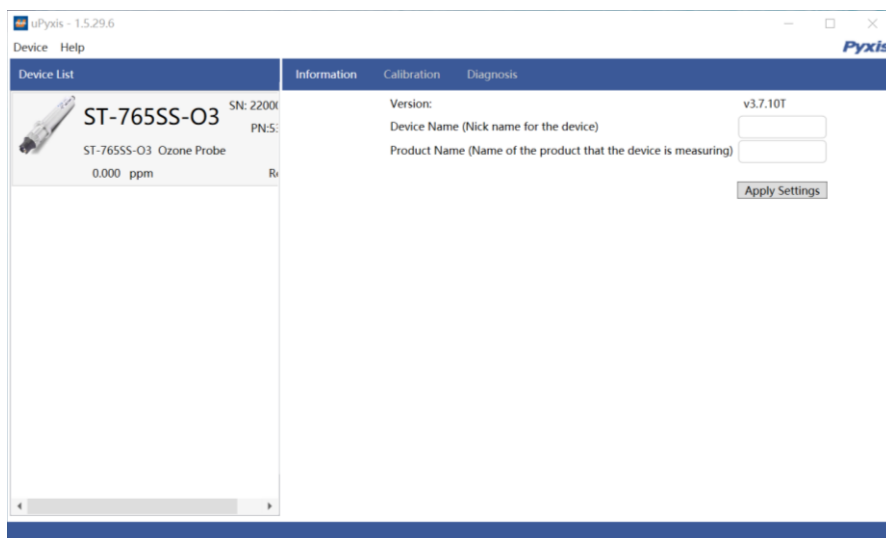 uPyxis - 1.5.29.6
Device Help
Pyxis
Device List
Information Calibration Diagnosis
ST-765SS-O3
SN: 2200
PN:5
ST-765SS-O3 Ozone Probe
0.000 ppm
Version: v3.7.10T
Device Name (Nick name for the device)
Product Name (Name of the product that the device is measuring)
Apply Settings